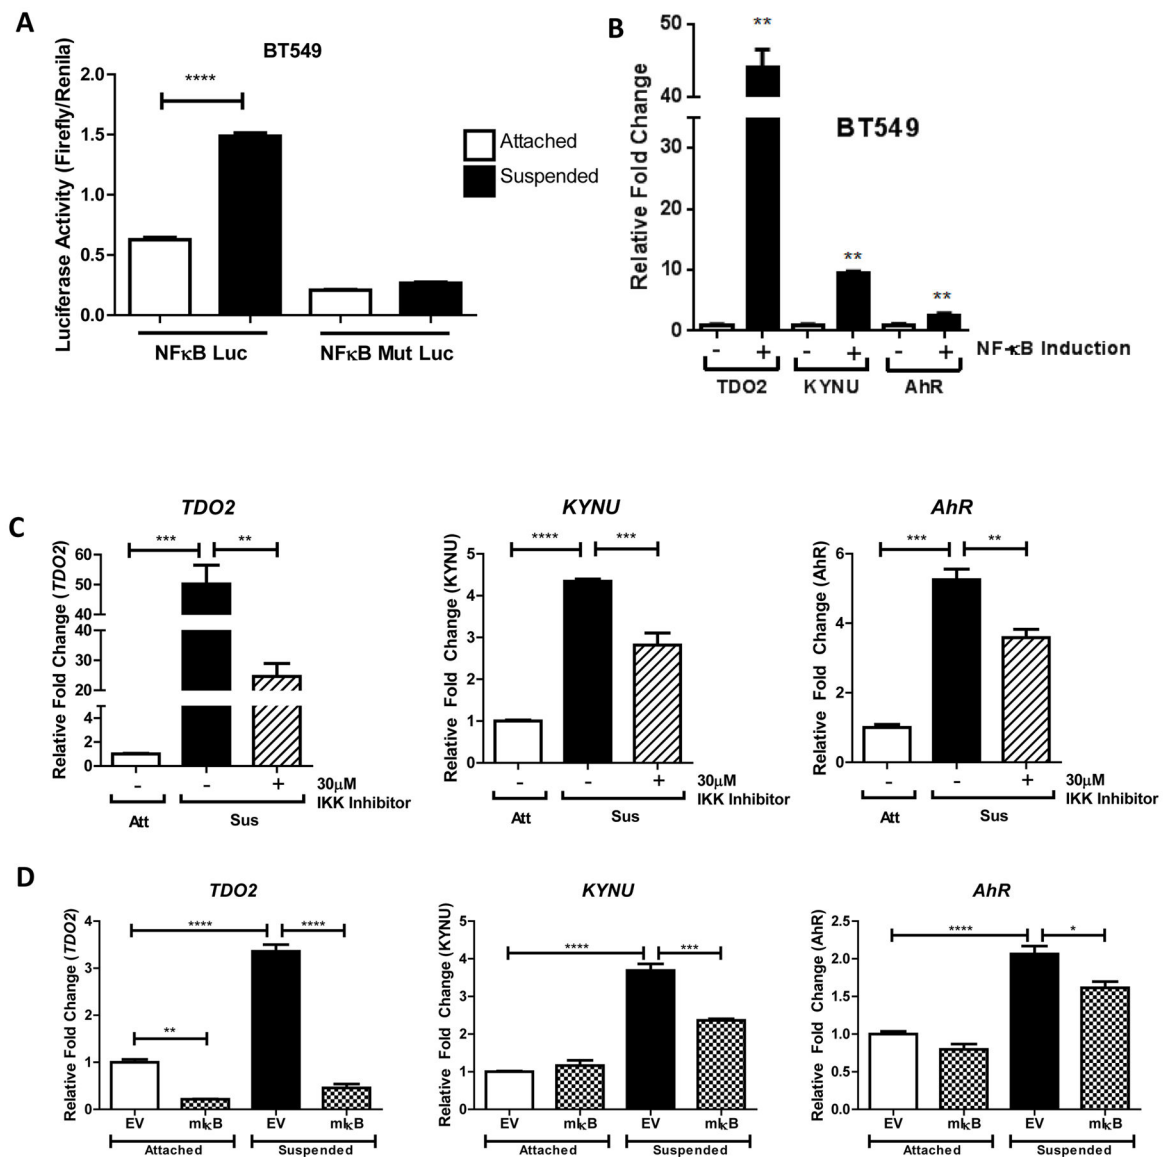 A
BT549
Luciferase Activity (Firefly/Renila)
2.0
1.5
1.0
0.5
0.0
****
Attached
Suspended
NFκB Luc
NFκB Mut Luc
B
Relative Fold Change
50
40
30
20
10
0
**
**
**
BT549
- + - + - +
NF-κB Induction
TDO2 KYNU AhR
C
TDO2
Relative Fold Change (TDO2)
60
50
40
40
30
20
4
2
0
***
**
- - +
30μM
IKK Inhibitor
Att
Sus
KYNU
Relative Fold Change (KYNU)
5
4
3
2
1
0
****
***
- - +
30μM
IKK Inhibitor
Att
Sus
AhR
Relative Fold Change (AhR)
6
4
2
0
***
**
- - +
30μM
IKK Inhibitor
Att
Sus
D
TDO2
Relative Fold Change (TDO2)
4
3
2
1
0
****
****
**
EV mIκB EV mIκB
Attached Suspended
KYNU
Relative Fold Change (KYNU)
5
4
3
2
1
0
****
***
EV mIκB EV mIκB
Attached Suspended
AhR
Relative Fold Change (AhR)
2.5
2.0
1.5
1.0
0.5
0.0
****
*
EV mIκB EV mIκB
Attached Suspended